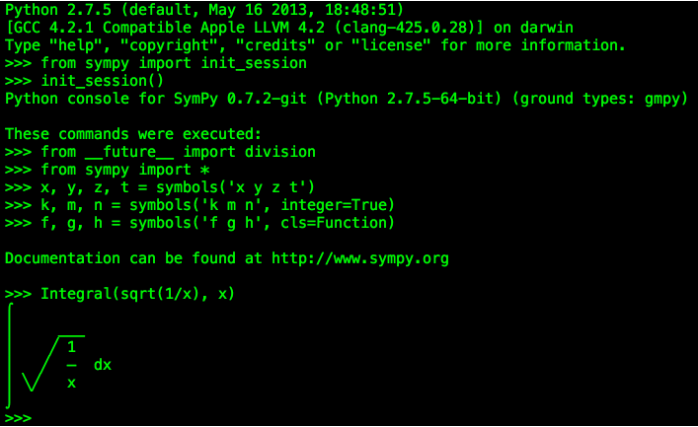 Python 2.7.5 (default, May 16 2013, 18:48:51)
[GCC 4.2.1 Compatible Apple LLVM 4.2 (clang-425.0.28)] on darwin
Type "help", "copyright", "credits" or "license" for more information.
>>> from sympy import init_session
>>> init_session()
Python console for SymPy 0.7.2-git (Python 2.7.5-64-bit) (ground types: gmpy)
These commands were executed:
>>> from __future__ import division
>>> from sympy import *
>>> x, y, z, t = symbols('x y z t')
>>> k, m, n = symbols('k m n', integer=True)
>>> f, g, h = symbols('f g h', cls=Function)
Documentation can be found at http://www.sympy.org
>>> Integral(sqrt(1/x), x)
⌠
⎮ √ 1
⎮ ─ dx
⎮ x
⌡
>>>